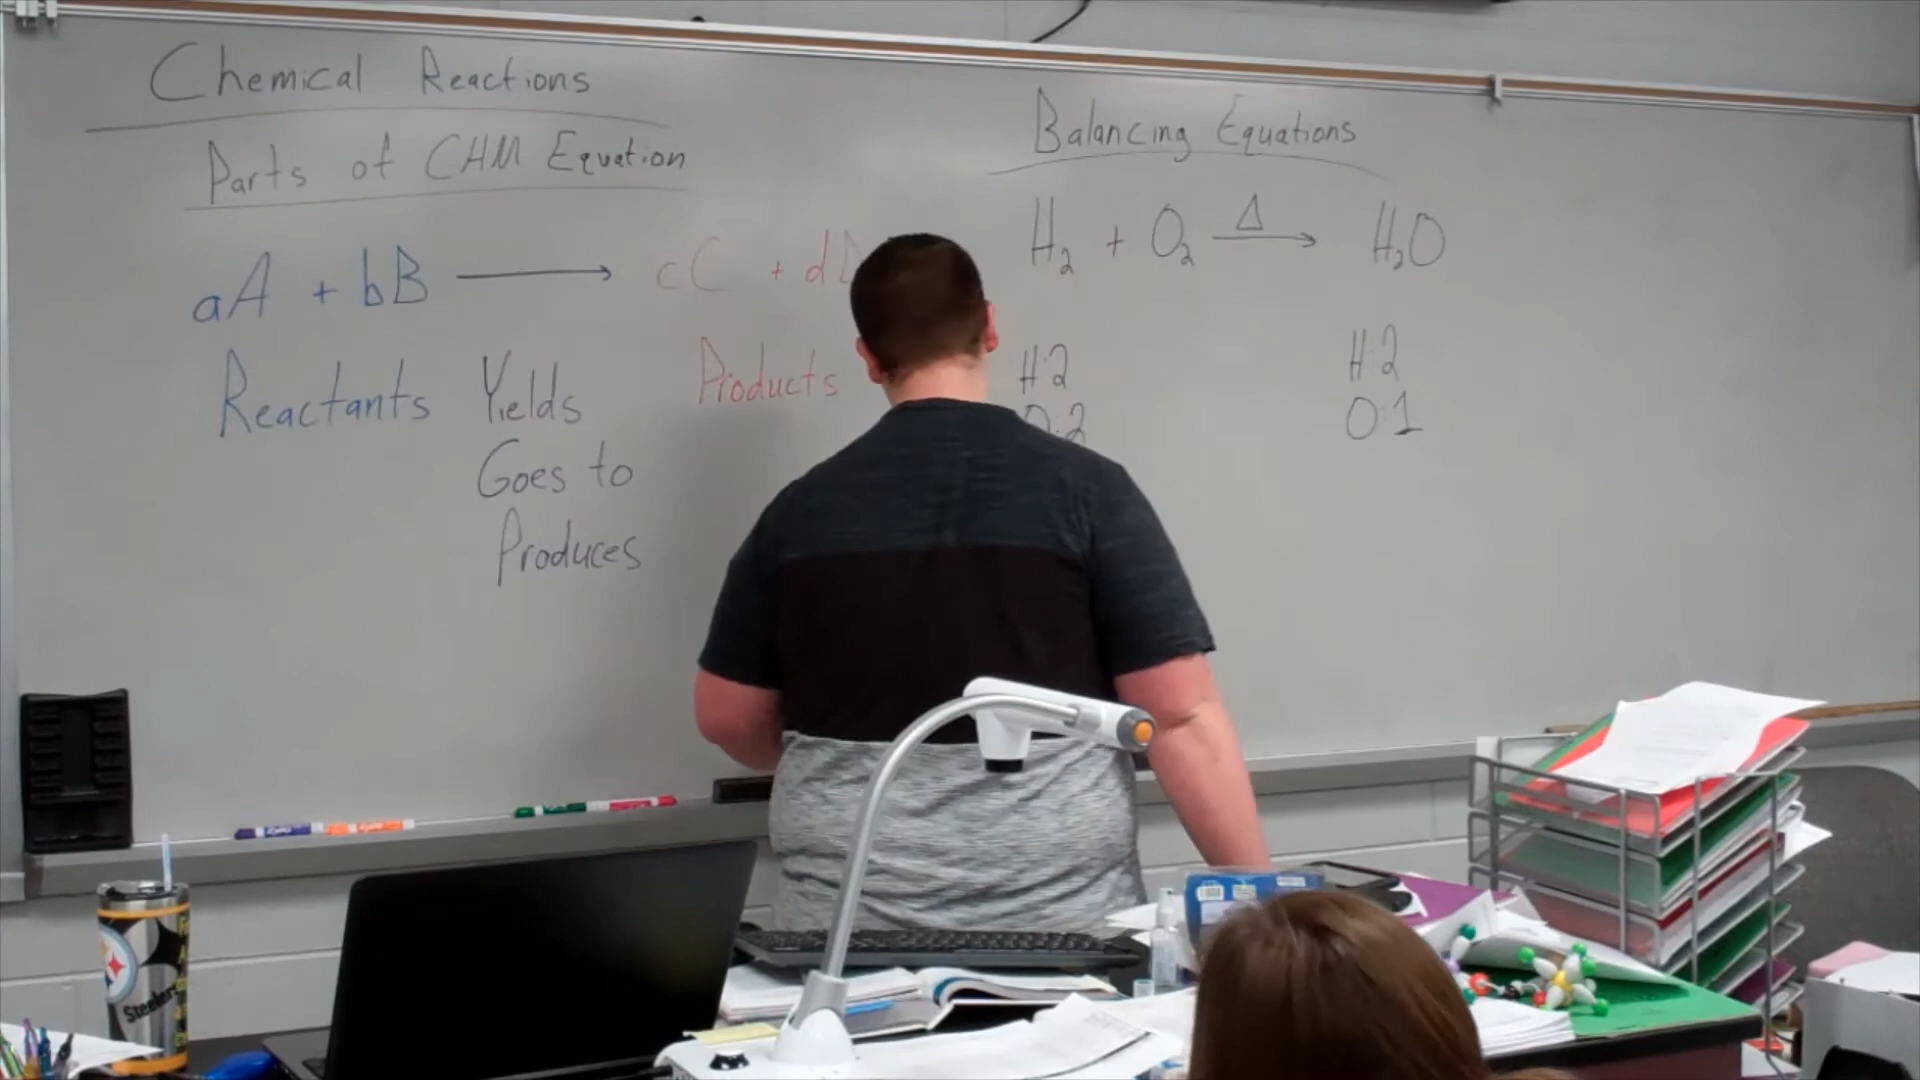 Chemical Reactions
Parts of CHM Equation
aA + bB → cC + d
Reactants Yields Products
Goes to
Produces
Balancing Equations
H₂ + O₂ Δ→ H₂O
H:2 H:2
O:2 O:1
Steelers